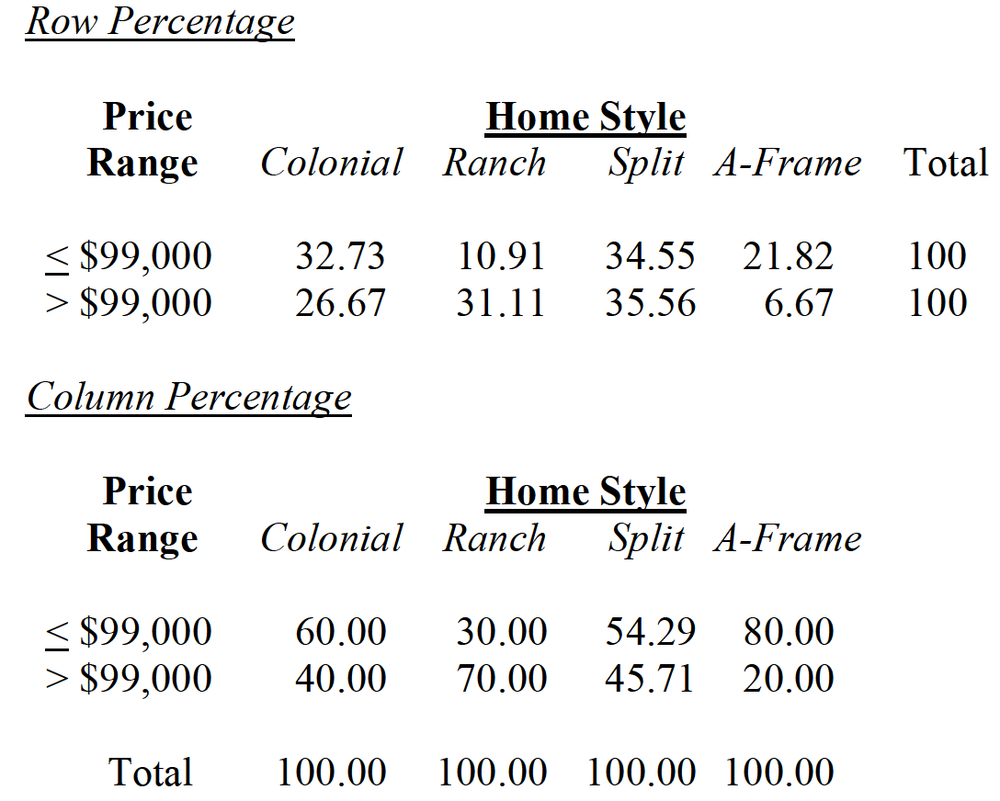 Row Percentage
Price Home Style
Range Colonial Ranch Split A-Frame Total
≤ $99,000 32.73 10.91 34.55 21.82 100
> $99,000 26.67 31.11 35.56 6.67 100
Column Percentage
Price Home Style
Range Colonial Ranch Split A-Frame
≤ $99,000 60.00 30.00 54.29 80.00
> $99,000 40.00 70.00 45.71 20.00
Total 100.00 100.00 100.00 100.00